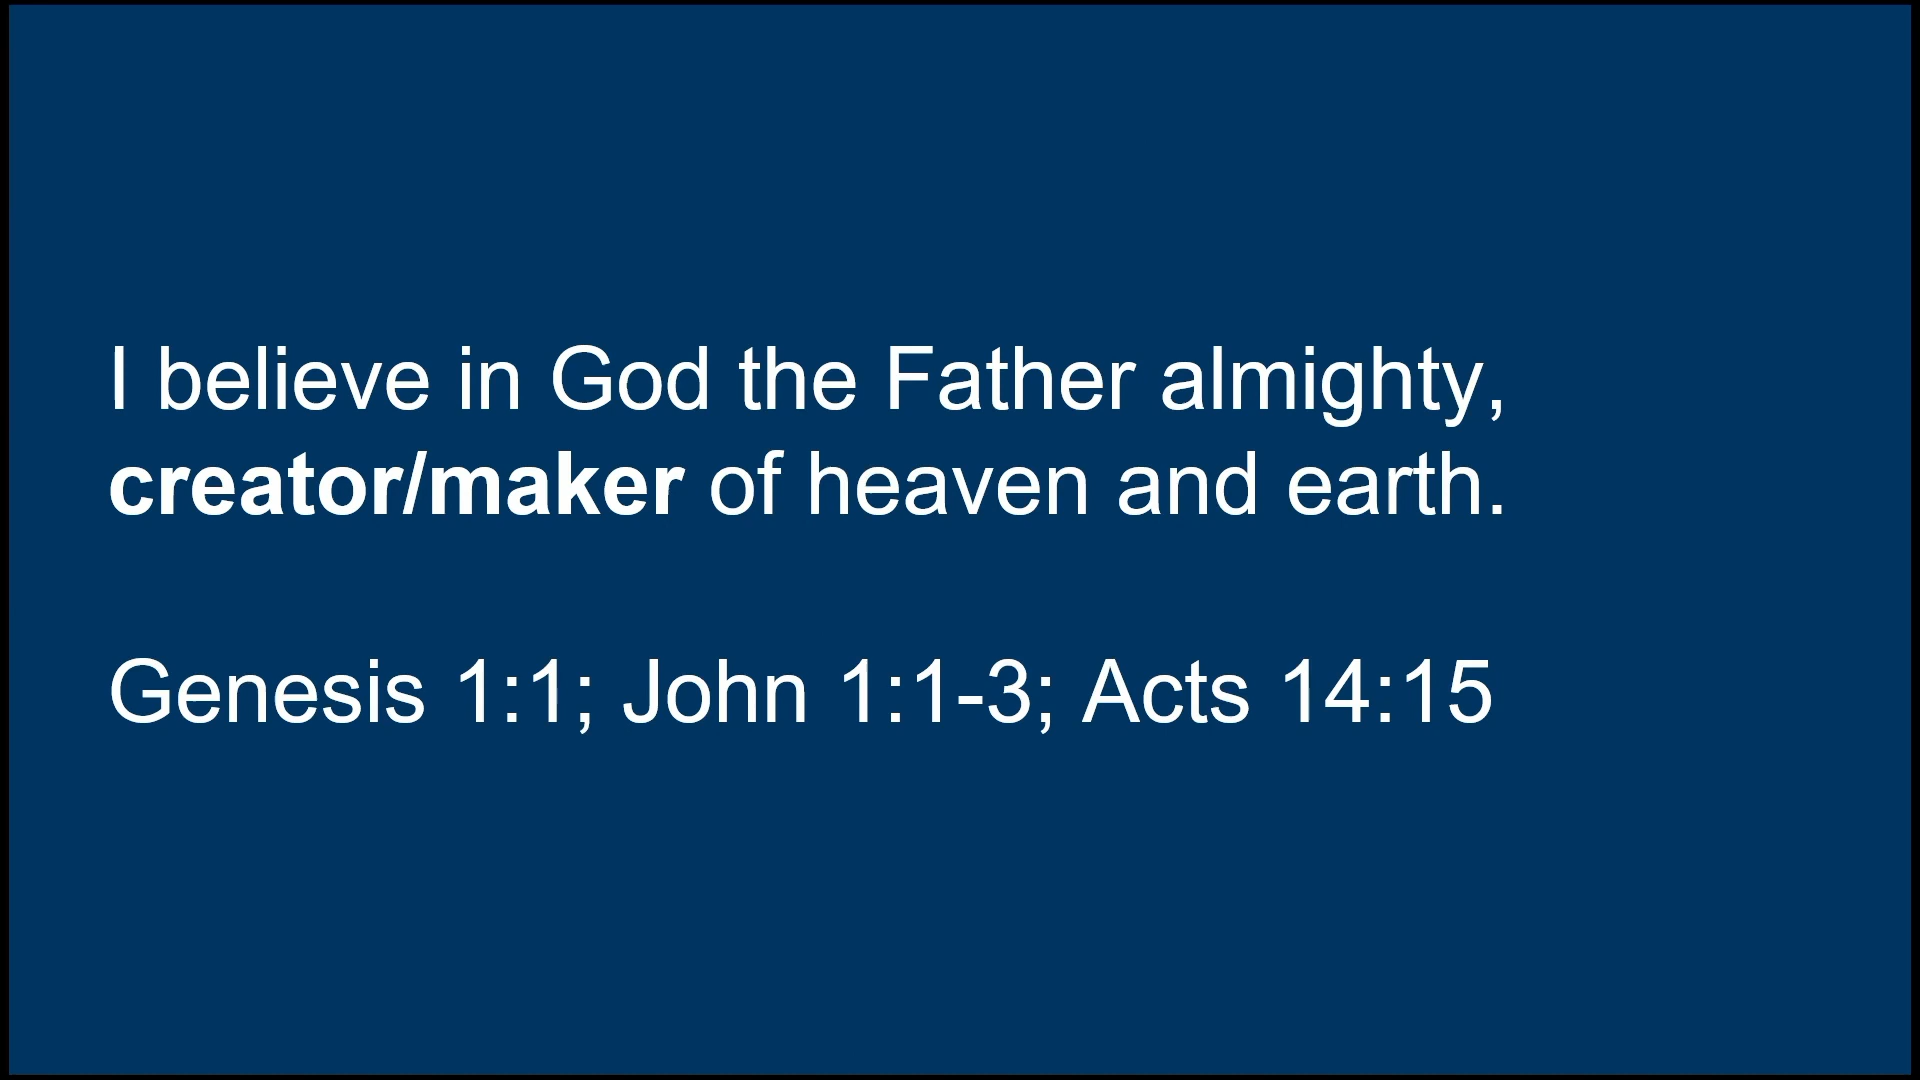 I believe in God the Father almighty,
creator/maker of heaven and earth.
Genesis 1:1; John 1:1-3; Acts 14:15